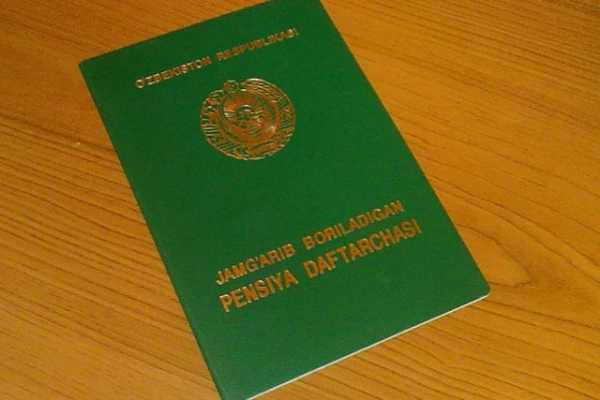 O'ZBEKISTON RESPUBLIKASI
JAMG'ARIB BORILADIGAN
PENSIYA DAFTARCHASI